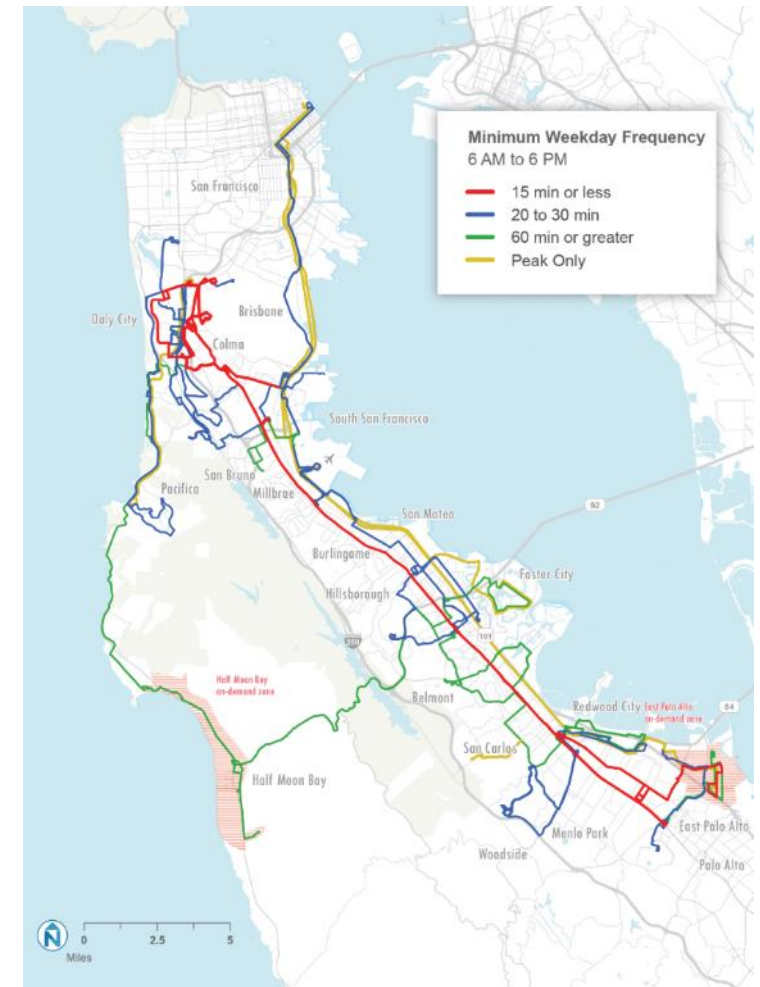 Minimum Weekday Frequency
6 AM to 6 PM
15 min or less
20 to 30 min
60 min or greater
Peak Only
San Francisco
Daly City
Brisbane
Colma
South San Francisco
San Bruno
Millbrae
Pacifica
San Mateo
92
Burlingame
Foster City
Hillsborough
101
280
Half Moon Bay
on-demand zone
Belmont
Redwood City
East Palo Alto
on-demand zone
84
San Carlos
Half Moon Bay
Menlo Park
East Palo Alto
Woodside
Palo Alto
N
0
2.5
5
Miles